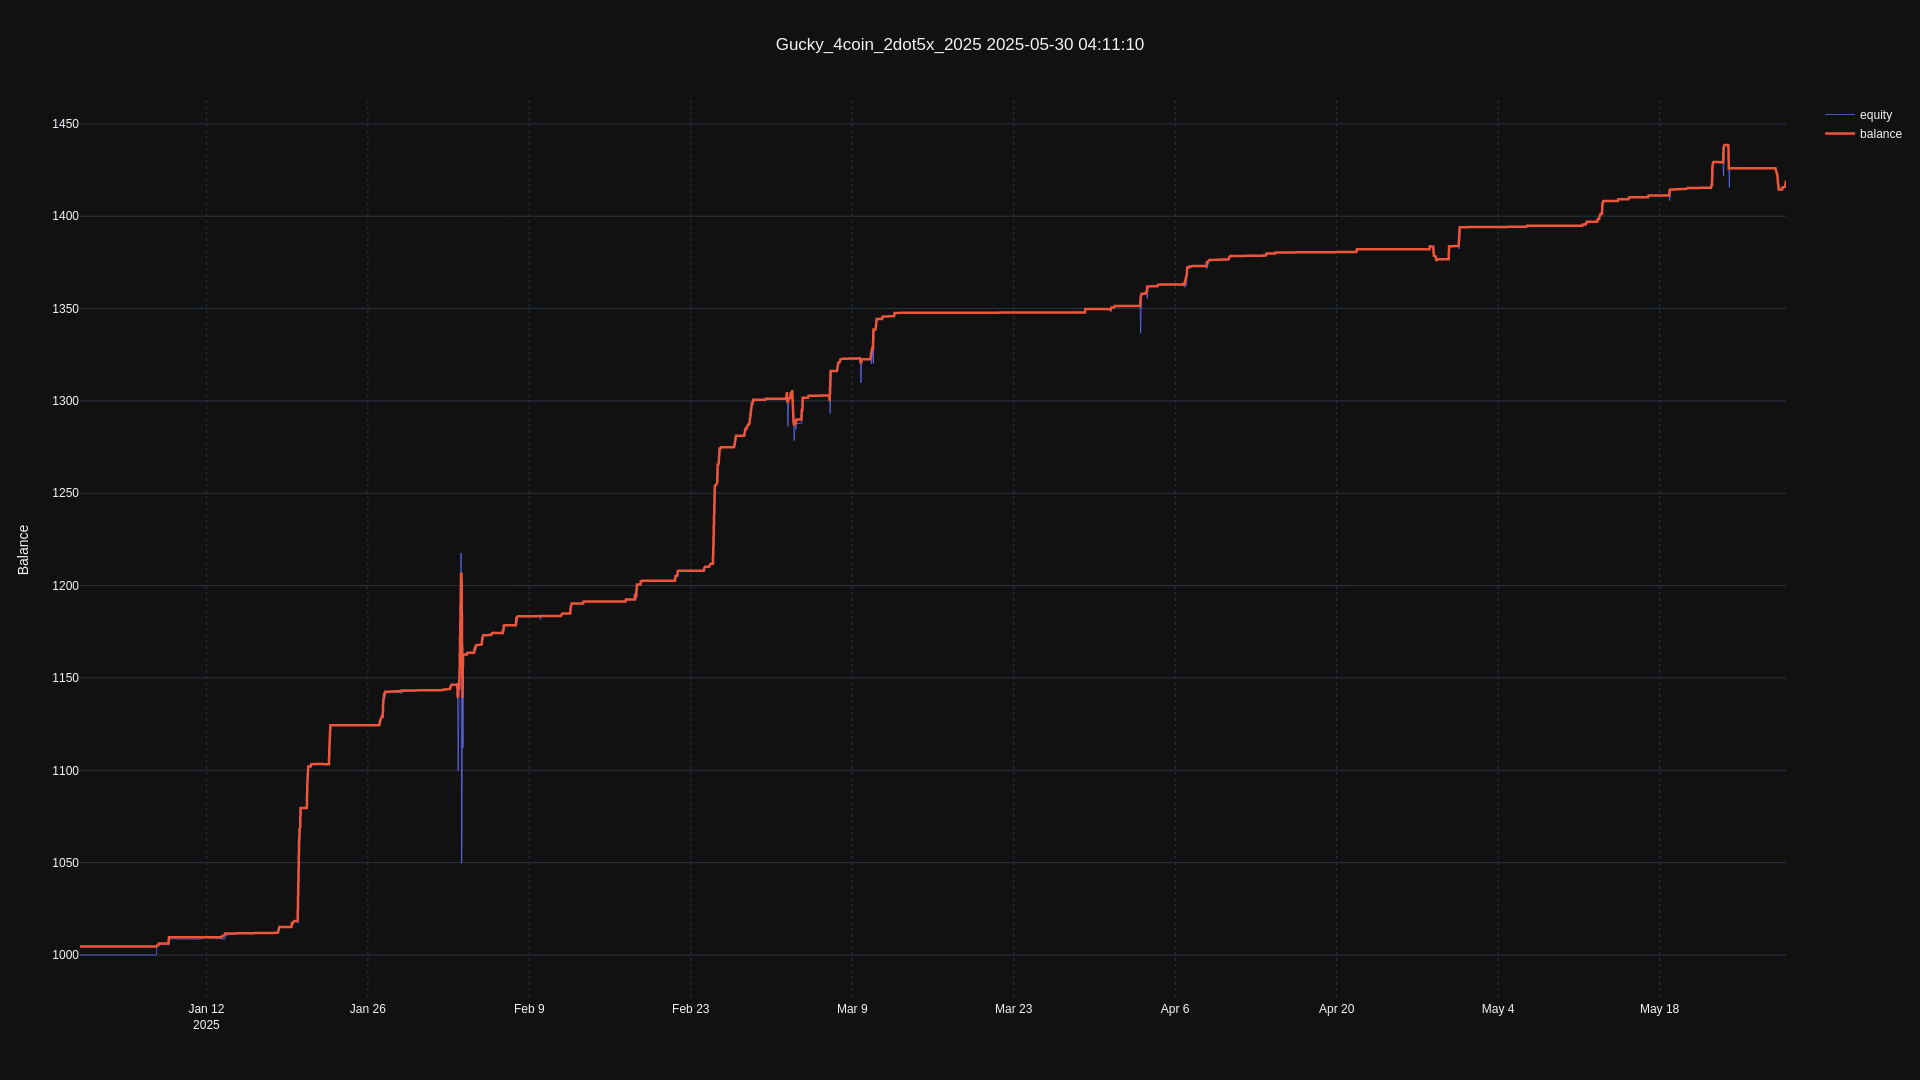 Gucky_4coin_2dot5x_2025 2025-05-30 04:11:10
equity
balance
Balance
1450
1400
1350
1300
1250
1200
1150
1100
1050
1000
Jan 12
2025
Jan 26
Feb 9
Feb 23
Mar 9
Mar 23
Apr 6
Apr 20
May 4
May 18